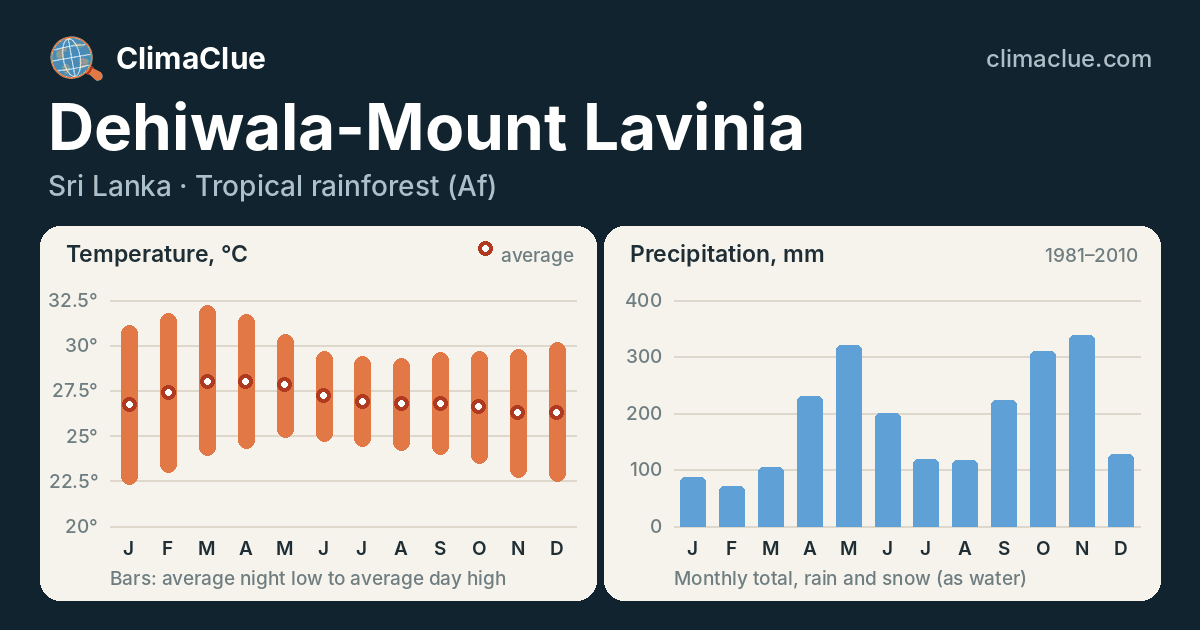 ClimaClue
climaclue.com
Dehiwala-Mount Lavinia
Sri Lanka · Tropical rainforest (Af)
Temperature, °C
average
32.5°
30°
27.5°
25°
22.5°
20°
J F M A M J J A S O N D
Bars: average night low to average day high
Precipitation, mm
1981–2010
400
300
200
100
0
J F M A M J J A S O N D
Monthly total, rain and snow (as water)